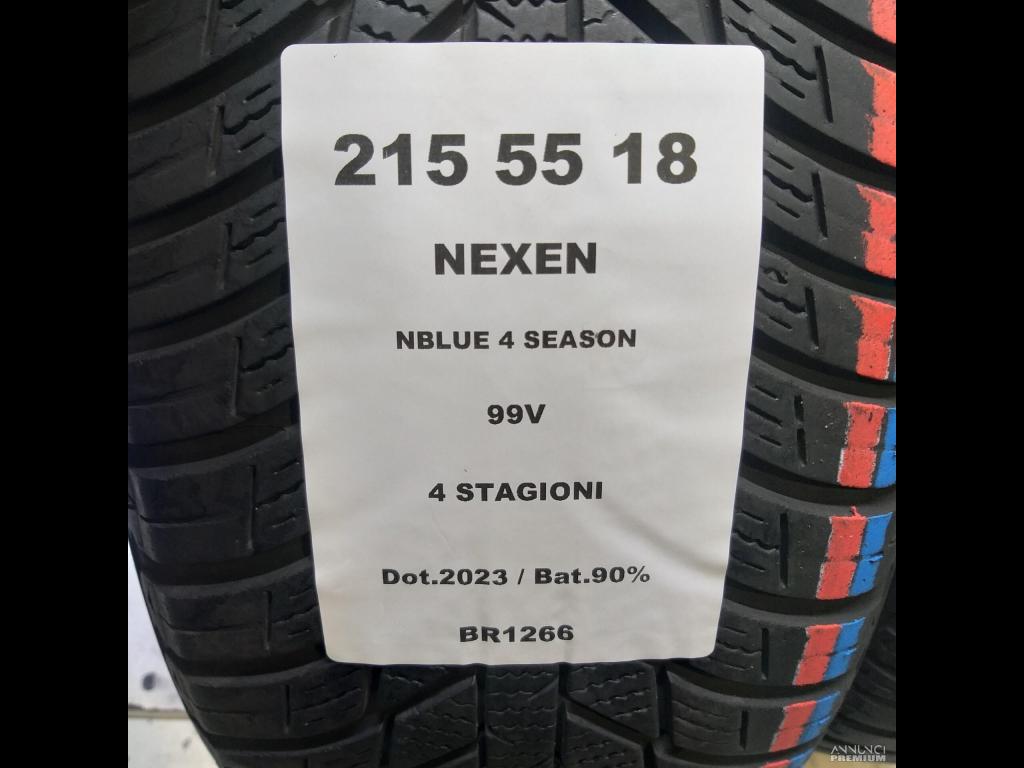 215 55 18
NEXEN
NBLUE 4 SEASON
99V
4 STAGIONI
Dot.2023 / Bat.90%
BR1266
ANNUNCI
PREMIUM